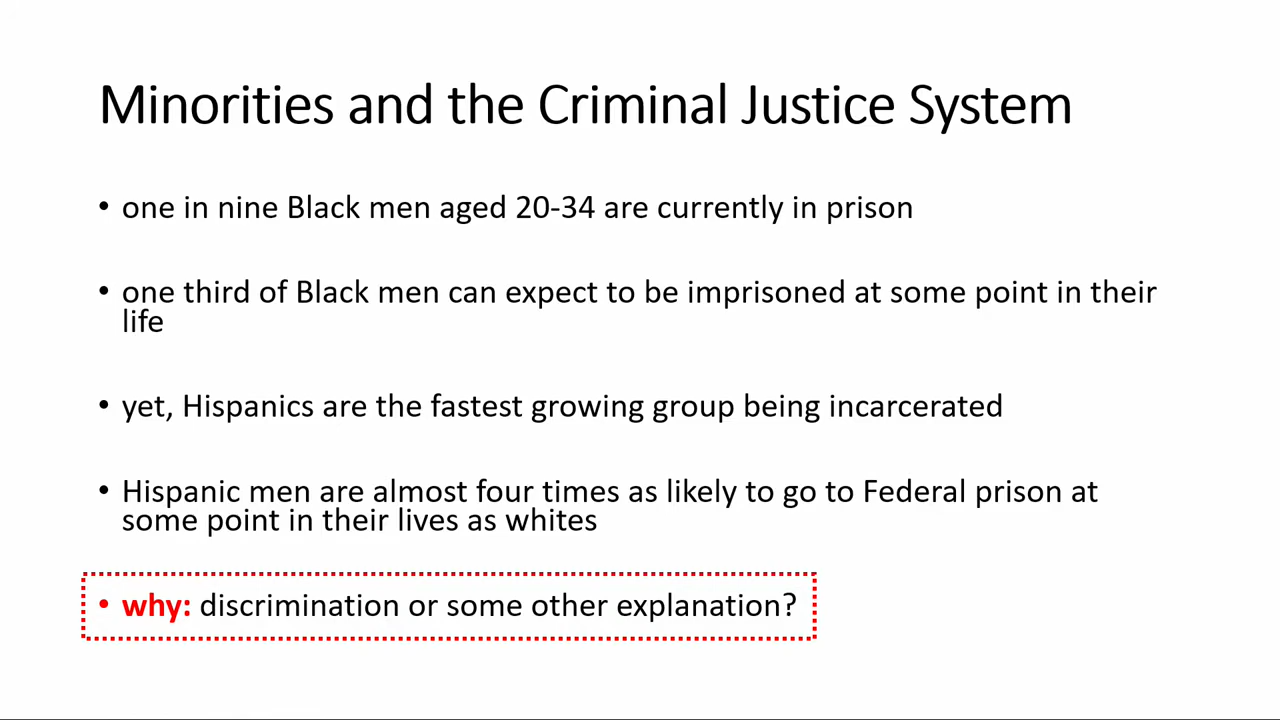 Minorities and the Criminal Justice System
• one in nine Black men aged 20-34 are currently in prison
• one third of Black men can expect to be imprisoned at some point in their
life
• yet, Hispanics are the fastest growing group being incarcerated
• Hispanic men are almost four times as likely to go to Federal prison at
some point in their lives as whites
• why: discrimination or some other explanation?